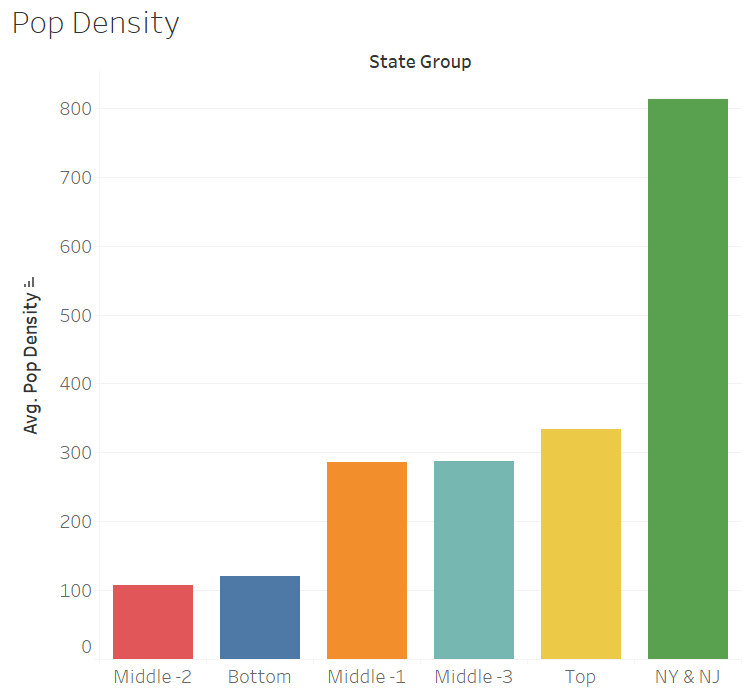 Pop Density
State Group
Avg. Pop Density
800
700
600
500
400
300
200
100
0
Middle -2
Bottom
Middle -1
Middle -3
Top
NY & NJ